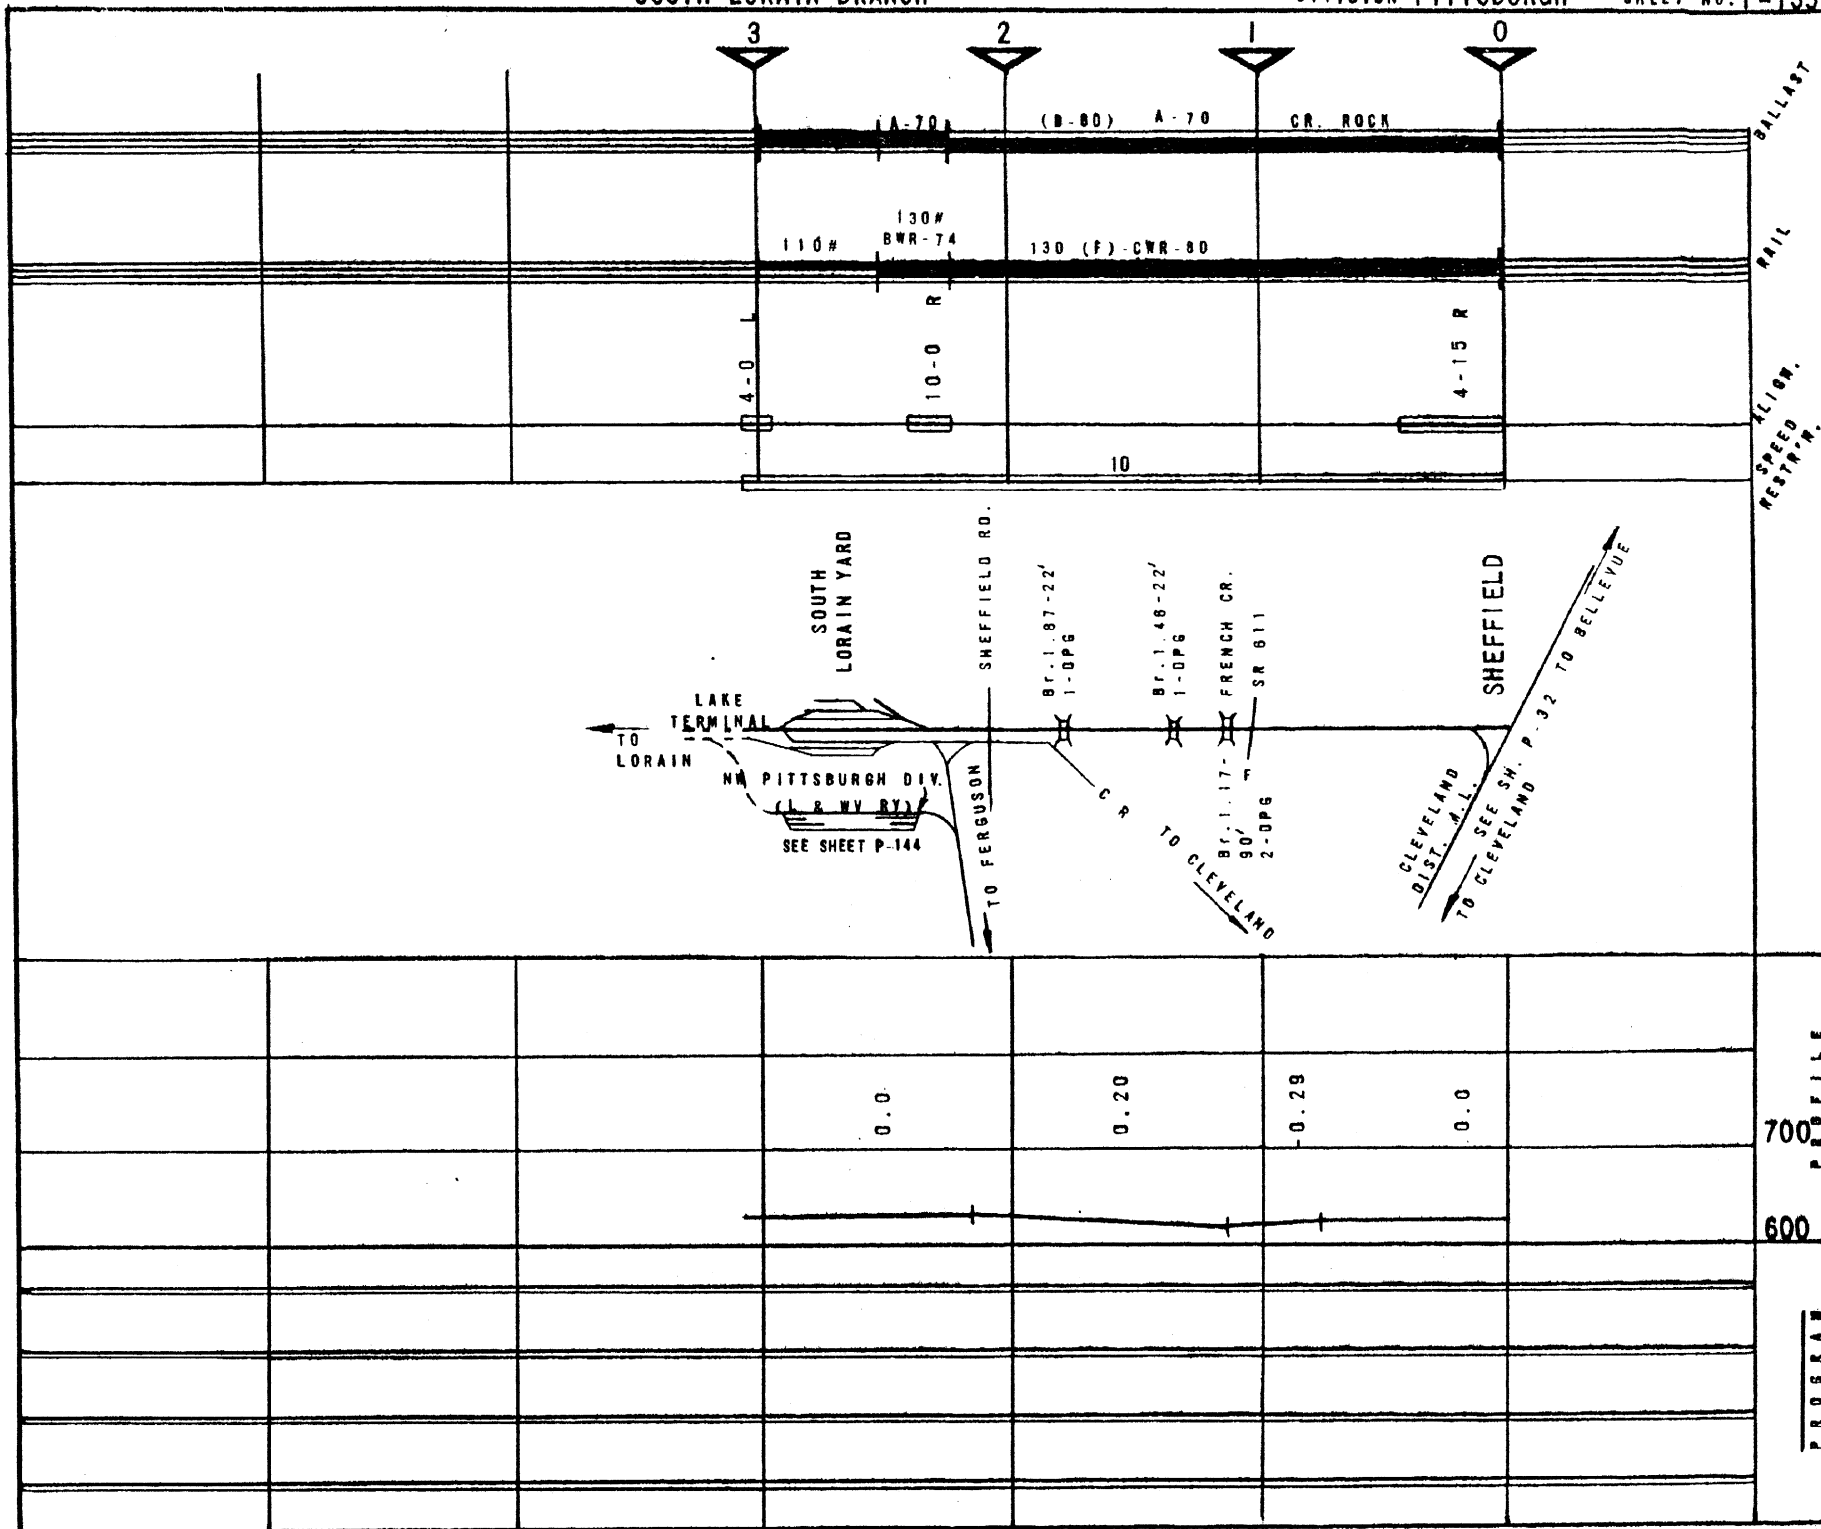 SOUTH LORAIN BRANCH
DIVISION PITTSBURGH
SHEET NO.
3
2
1
0
BALLAST
A-70
(B-80) A-70 CR. ROCK
RAIL
110#
130#
BWR-74
130 (F)-CWR-80
4-0 L
10-0 R
4-15 R
ALIGN.
SPEED
RESTR'N.
10
SOUTH
LORAIN YARD
SHEFFIELD RD.
Br.1.87-22'
1-DPG
Br.1.46-22'
1-DPG
FRENCH CR.
SR 611
F
Br.1.17-
90'
2-DPG
SHEFFIELD
TO BELLEVUE
SEE SH. P-32
CLEVELAND
DIST. M.L.
TO CLEVELAND
LAKE
TERMINAL
TO
LORAIN
NW PITTSBURGH DIV.
(L & WV RY)
SEE SHEET P-144
TO FERGUSON
CR TO CLEVELAND
0.0
0.20
-0.29
0.0
PROFILE
700
600
PROGRAM